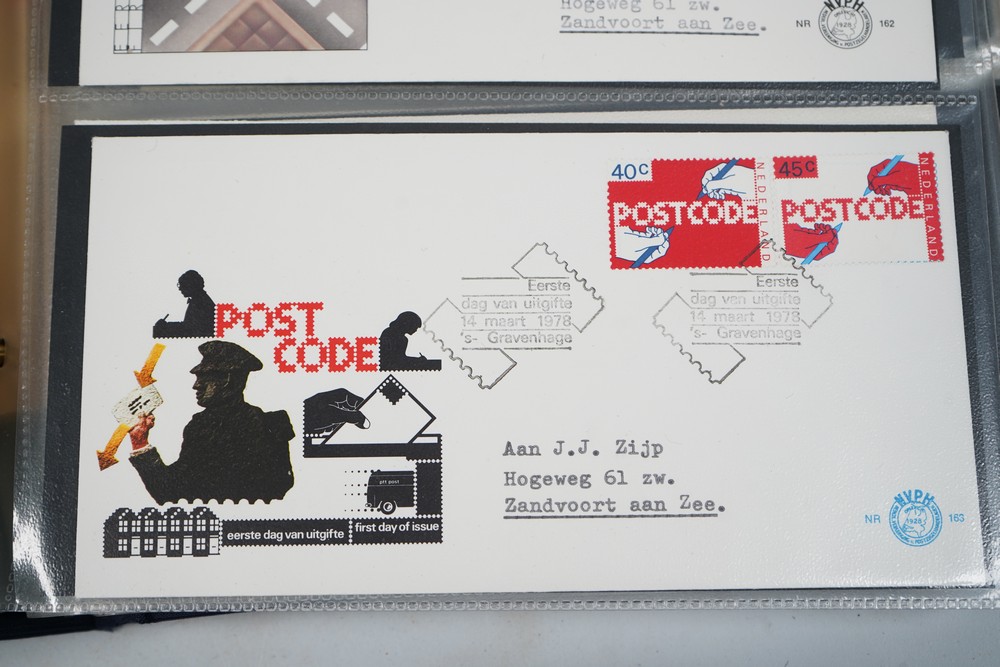 Hogeweg 61 zw.
Zandvoort aan Zee.
NR 162
NVPH
1928
40c
POSTCODE
NEDERLAND
45c
POSTCODE
NEDERLAND
Eerste
dag van uitgifte
14 maart 1978
's- Gravenhage
Eerste
dag van uitgifte
14 maart 1978
's- Gravenhage
POST
CODE
ptt post
eerste dag van uitgifte
first day of issue
Aan J.J. Zijp
Hogeweg 61 zw.
Zandvoort aan Zee.
NR 163
NVPH
1928